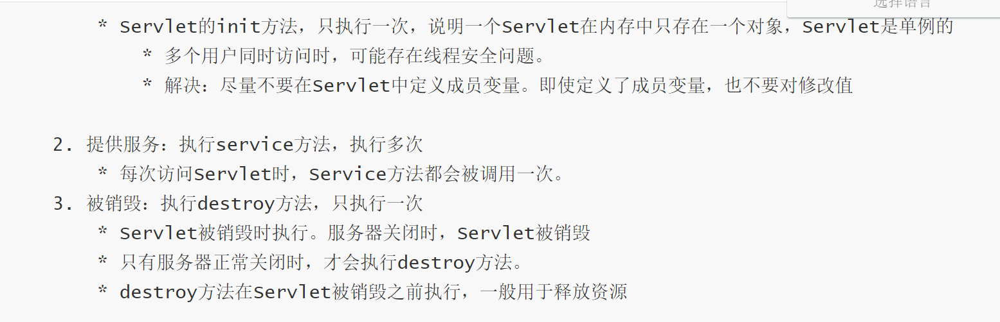 选择语言
* Servlet的init方法，只执行一次，说明一个Servlet在内存中只存在一个对象，Servlet是单例的
* 多个用户同时访问时，可能存在线程安全问题。
* 解决：尽量不要在Servlet中定义成员变量。即使定义了成员变量，也不要对修改值
2. 提供服务：执行service方法，执行多次
* 每次访问Servlet时，Service方法都会被调用一次。
3. 被销毁：执行destroy方法，只执行一次
* Servlet被销毁时执行。服务器关闭时，Servlet被销毁
* 只有服务器正常关闭时，才会执行destroy方法。
* destroy方法在Servlet被销毁之前执行，一般用于释放资源